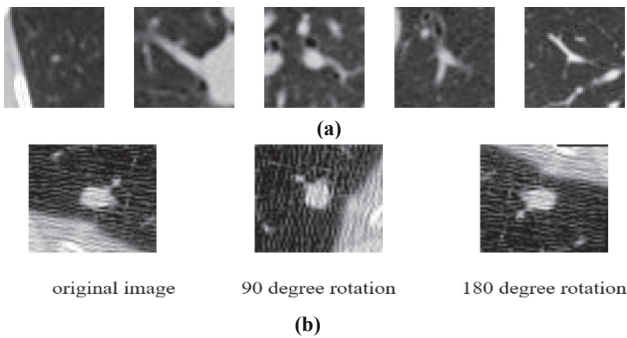 (a)
original image
90 degree rotation
180 degree rotation
(b)